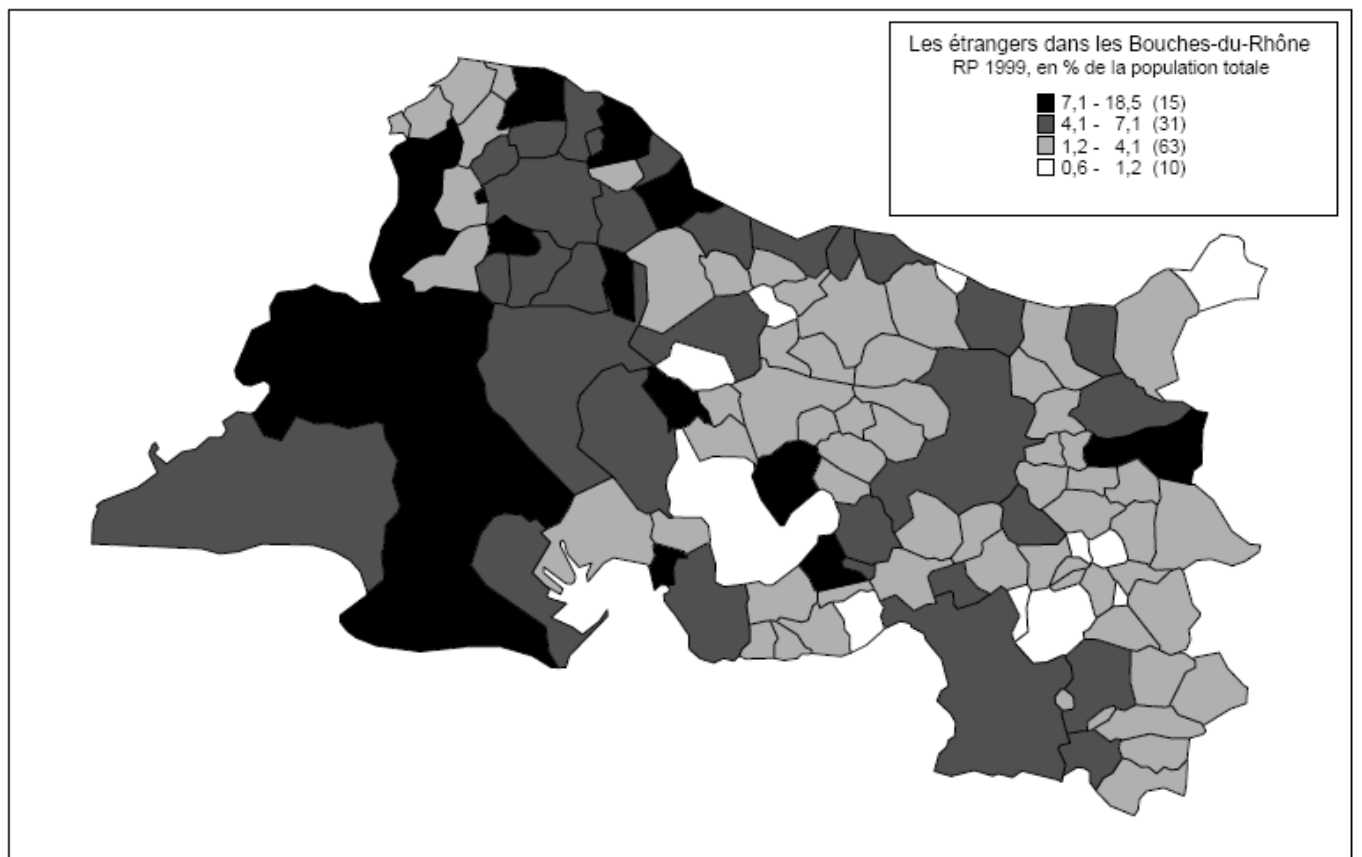 Les étrangers dans les Bouches-du-Rhône
RP 1999, en % de la population totale
7,1 - 18,5 (15)
4,1 - 7,1 (31)
1,2 - 4,1 (63)
0,6 - 1,2 (10)